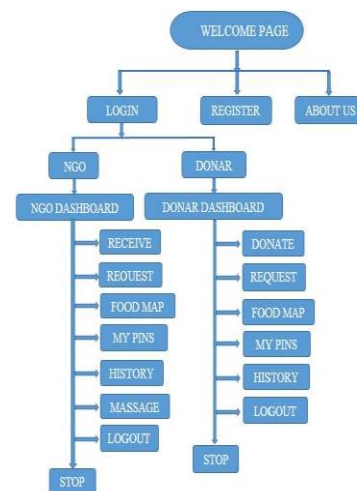 WELCOME PAGE
LOGIN
REGISTER
ABOUT US
NGO
DONAR
NGO DASHBOARD
DONAR DASHBOARD
RECEIVE
REQUEST
FOOD MAP
MY PINS
HISTORY
MASSAGE
LOGOUT
STOP
DONATE
REQUEST
FOOD MAP
MY PINS
HISTORY
LOGOUT
STOP